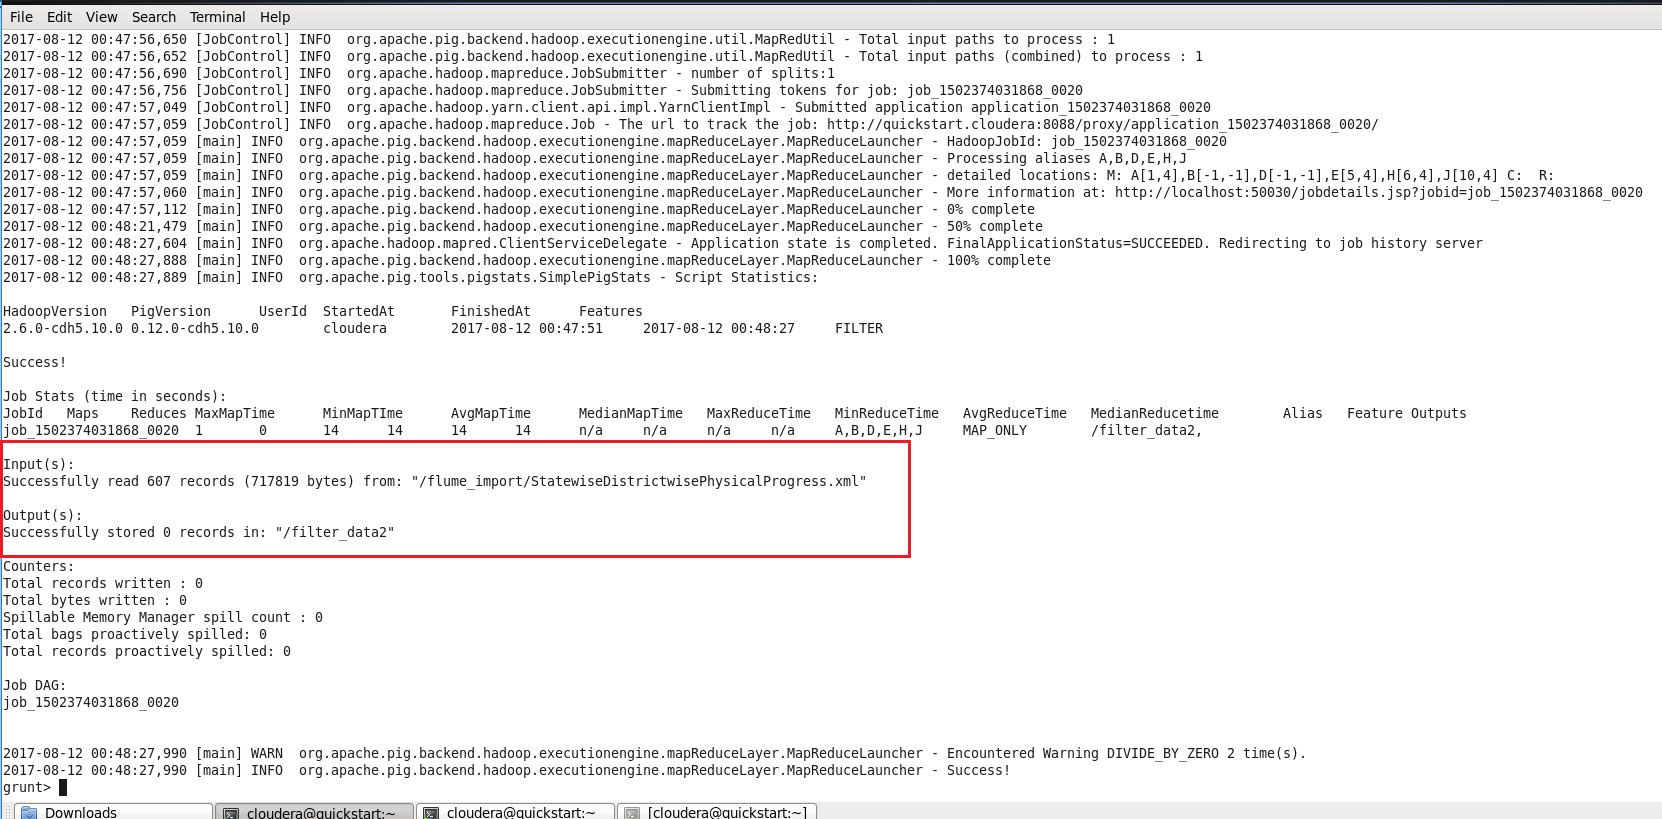 File Edit View Search Terminal Help
2017-08-12 00:47:56,650 [JobControl] INFO  org.apache.pig.backend.hadoop.executionengine.util.MapRedUtil - Total input paths to process : 1
2017-08-12 00:47:56,652 [JobControl] INFO  org.apache.pig.backend.hadoop.executionengine.util.MapRedUtil - Total input paths (combined) to process : 1
2017-08-12 00:47:56,690 [JobControl] INFO  org.apache.hadoop.mapreduce.JobSubmitter - number of splits:1
2017-08-12 00:47:56,756 [JobControl] INFO  org.apache.hadoop.mapreduce.JobSubmitter - Submitting tokens for job: job_1502374031868_0020
2017-08-12 00:47:57,049 [JobControl] INFO  org.apache.hadoop.yarn.client.api.impl.YarnClientImpl - Submitted application application_1502374031868_0020
2017-08-12 00:47:57,059 [JobControl] INFO  org.apache.hadoop.mapreduce.Job - The url to track the job: http://quickstart.cloudera:8088/proxy/application_1502374031868_0020/
2017-08-12 00:47:57,059 [main] INFO  org.apache.pig.backend.hadoop.executionengine.mapReduceLayer.MapReduceLauncher - HadoopJobId: job_1502374031868_0020
2017-08-12 00:47:57,059 [main] INFO  org.apache.pig.backend.hadoop.executionengine.mapReduceLayer.MapReduceLauncher - Processing aliases A,B,D,E,H,J
2017-08-12 00:47:57,059 [main] INFO  org.apache.pig.backend.hadoop.executionengine.mapReduceLayer.MapReduceLauncher - detailed locations: M: A[1,4],B[-1,-1],D[-1,-1],E[5,4],H[6,4],J[10,4] C:  R:
2017-08-12 00:47:57,060 [main] INFO  org.apache.pig.backend.hadoop.executionengine.mapReduceLayer.MapReduceLauncher - More information at: http://localhost:50030/jobdetails.jsp?jobid=job_1502374031868_0020
2017-08-12 00:47:57,112 [main] INFO  org.apache.pig.backend.hadoop.executionengine.mapReduceLayer.MapReduceLauncher - 0% complete
2017-08-12 00:48:21,479 [main] INFO  org.apache.pig.backend.hadoop.executionengine.mapReduceLayer.MapReduceLauncher - 50% complete
2017-08-12 00:48:27,604 [main] INFO  org.apache.hadoop.mapred.ClientServiceDelegate - Application state is completed. FinalApplicationStatus=SUCCEEDED. Redirecting to job history server
2017-08-12 00:48:27,888 [main] INFO  org.apache.pig.backend.hadoop.executionengine.mapReduceLayer.MapReduceLauncher - 100% complete
2017-08-12 00:48:27,889 [main] INFO  org.apache.pig.tools.pigstats.SimplePigStats - Script Statistics:
HadoopVersion   PigVersion      UserId  StartedAt       FinishedAt      Features
2.6.0-cdh5.10.0 0.12.0-cdh5.10.0        cloudera        2017-08-12 00:47:51     2017-08-12 00:48:27     FILTER
Success!
Job Stats (time in seconds):
JobId   Maps    Reduces MaxMapTime      MinMapTIme      AvgMapTime      MedianMapTime   MaxReduceTime   MinReduceTime   AvgReduceTime   MedianReducetime        Alias   Feature Outputs
job_1502374031868_0020  1       0       14      14      14      14      n/a     n/a     n/a     n/a     A,B,D,E,H,J     MAP_ONLY        /filter_data2,
Input(s):
Successfully read 607 records (717819 bytes) from: "/flume_import/StatewiseDistrictwisePhysicalProgress.xml"
Output(s):
Successfully stored 0 records in: "/filter_data2"
Counters:
Total records written : 0
Total bytes written : 0
Spillable Memory Manager spill count : 0
Total bags proactively spilled: 0
Total records proactively spilled: 0
Job DAG:
job_1502374031868_0020
2017-08-12 00:48:27,990 [main] WARN  org.apache.pig.backend.hadoop.executionengine.mapReduceLayer.MapReduceLauncher - Encountered Warning DIVIDE_BY_ZERO 2 time(s).
2017-08-12 00:48:27,990 [main] INFO  org.apache.pig.backend.hadoop.executionengine.mapReduceLayer.MapReduceLauncher - Success!
grunt>
Downloads cloudera@quickstart:~ cloudera@quickstart:~ [cloudera@quickstart:~]